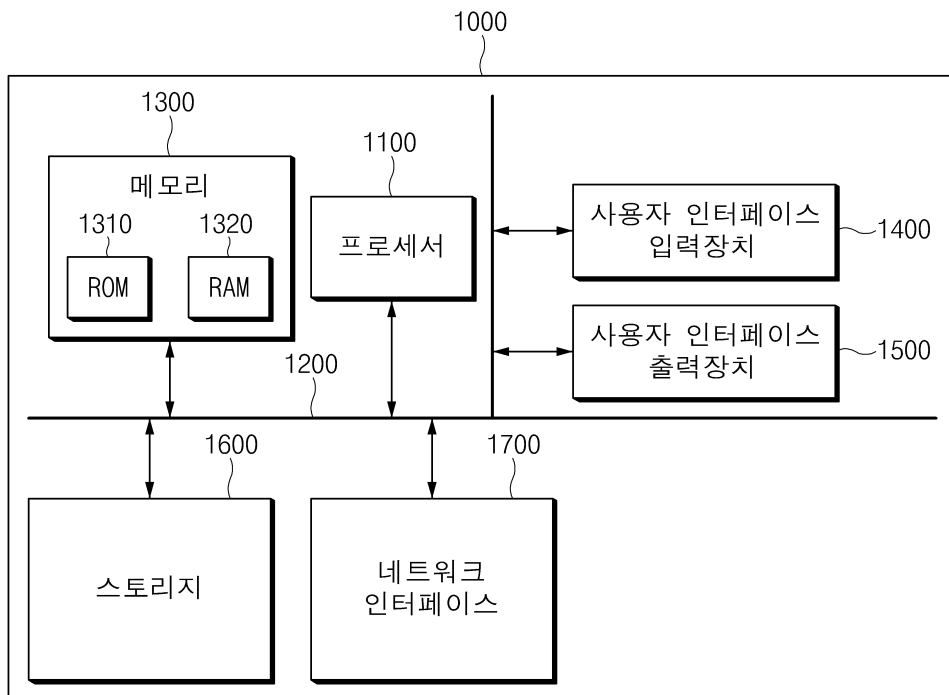 1000
1300
메모리
1310
1320
ROM
RAM
1100
프로세서
사용자 인터페이스
입력장치
1400
사용자 인터페이스
출력장치
1500
1200
1600
스토리지
1700
네트워크
인터페이스